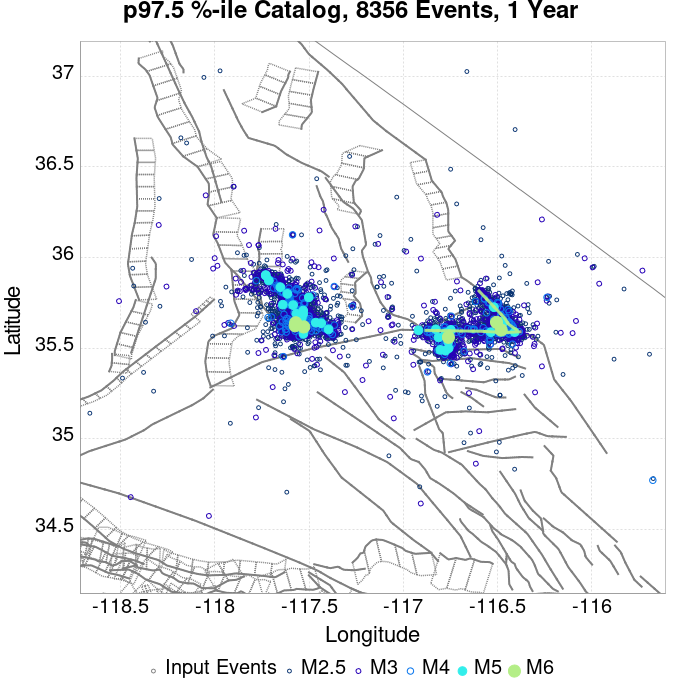 p97.5 %-ile Catalog, 8356 Events, 1 Year
37
36.5
36
35.5
35
34.5
Latitude
-118.5 -118 -117.5 -117 -116.5 -116
Longitude
Input Events M2.5 M3 M4 M5 M6